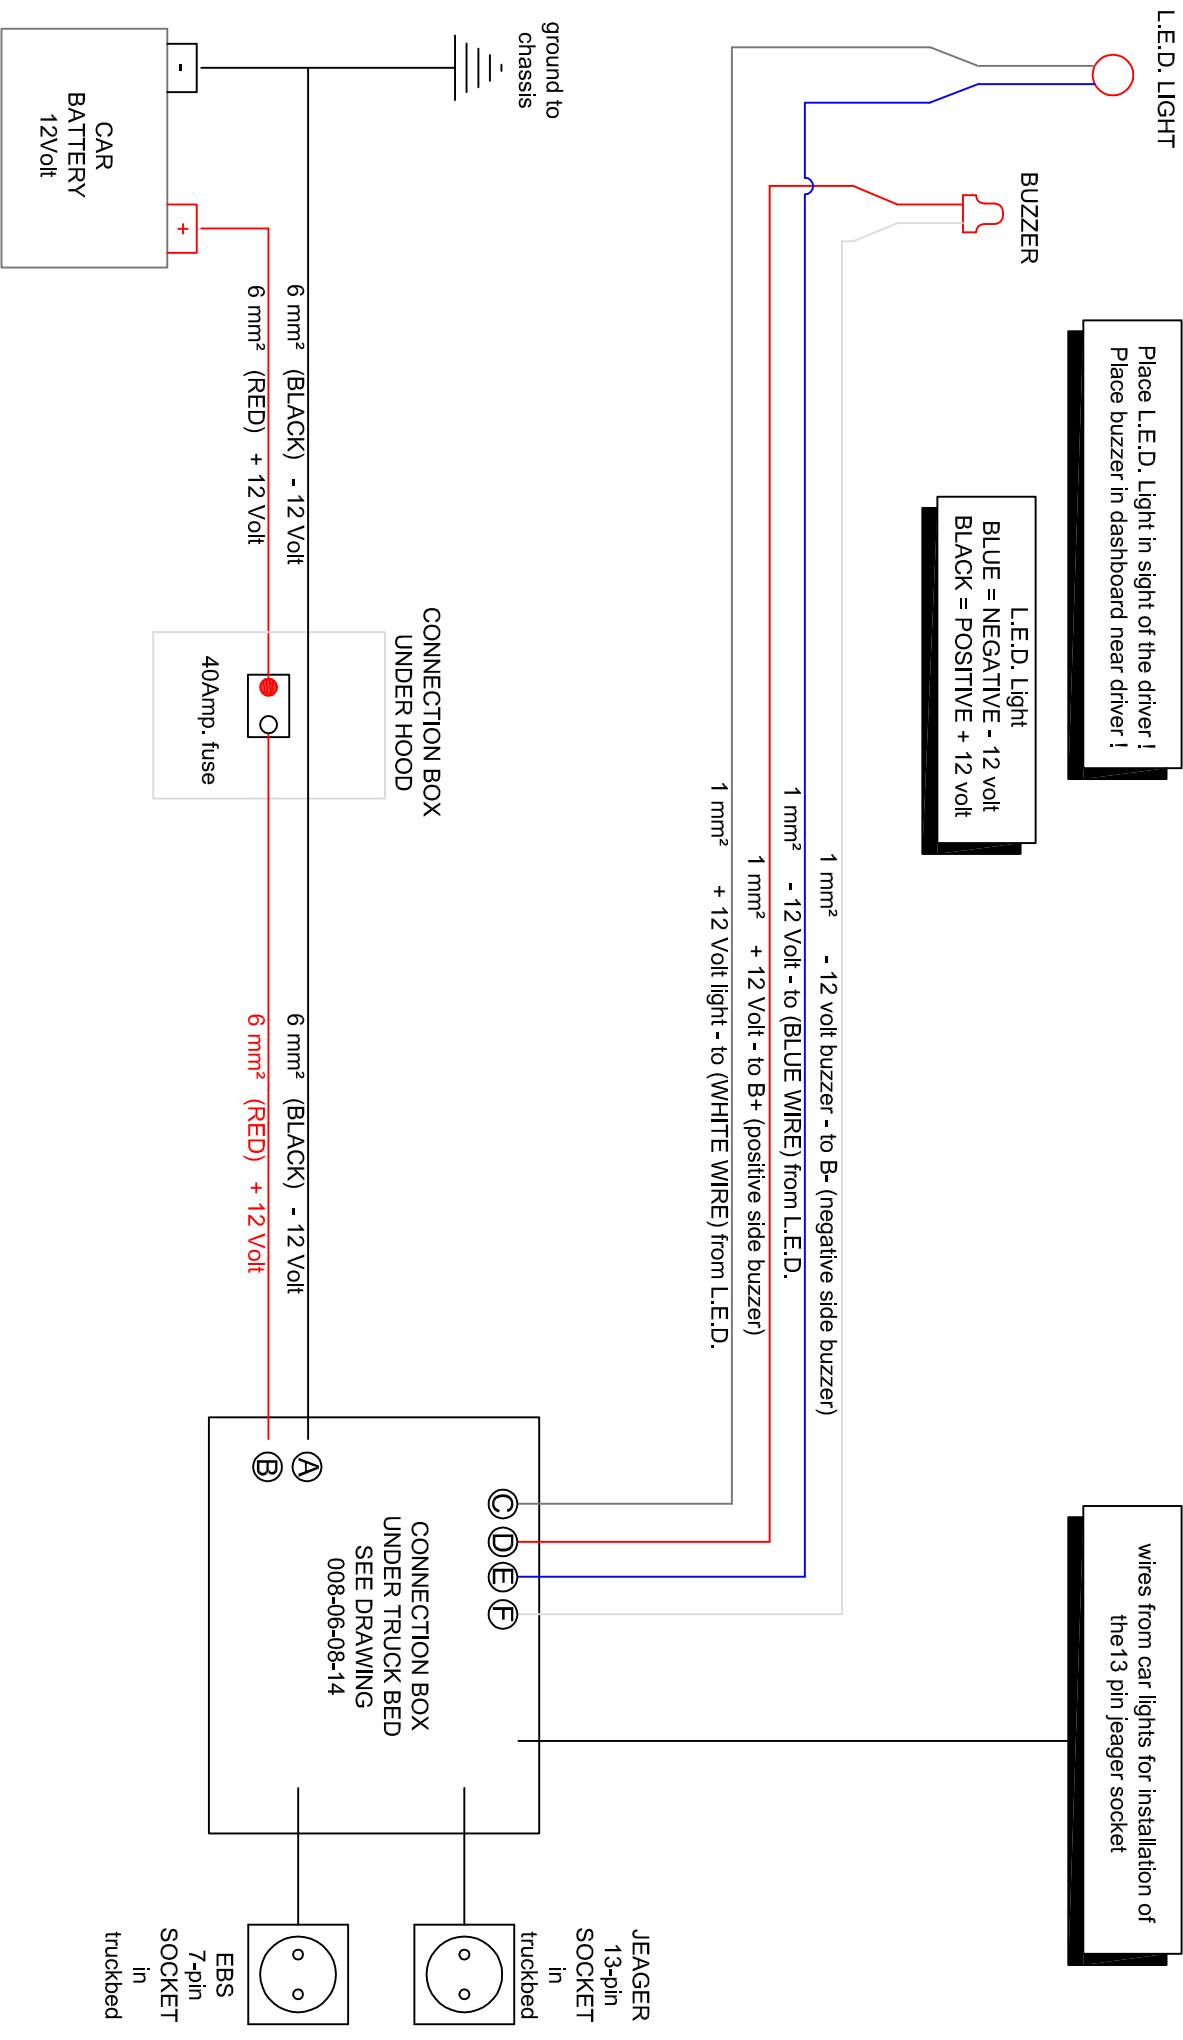 L.E.D. LIGHT
BUZZER
Place L.E.D. Light in sight of the driver !
Place buzzer in dashboard near driver !
L.E.D. Light
BLUE = NEGATIVE - 12 volt
BLACK = POSITIVE + 12 volt
wires from car lights for installation of
the13 pin jeager socket
1 mm² - 12 volt buzzer - to B- (negative side buzzer)
1 mm² - 12 Volt - to (BLUE WIRE) from L.E.D.
1 mm² + 12 Volt - to B+ (positive side buzzer)
1 mm² + 12 Volt light - to (WHITE WIRE) from L.E.D.
ground to
chassis
-
+
CAR
BATTERY
12Volt
6 mm² (BLACK) - 12 Volt
6 mm² (RED) + 12 Volt
CONNECTION BOX
UNDER HOOD
40Amp. fuse
6 mm² (BLACK) - 12 Volt
6 mm² (RED) + 12 Volt
A
B
C
D
E
F
CONNECTION BOX
UNDER TRUCK BED
SEE DRAWING
008-06-08-14
JEAGER
13-pin
SOCKET
in
truckbed
EBS
7-pin
SOCKET
in
truckbed